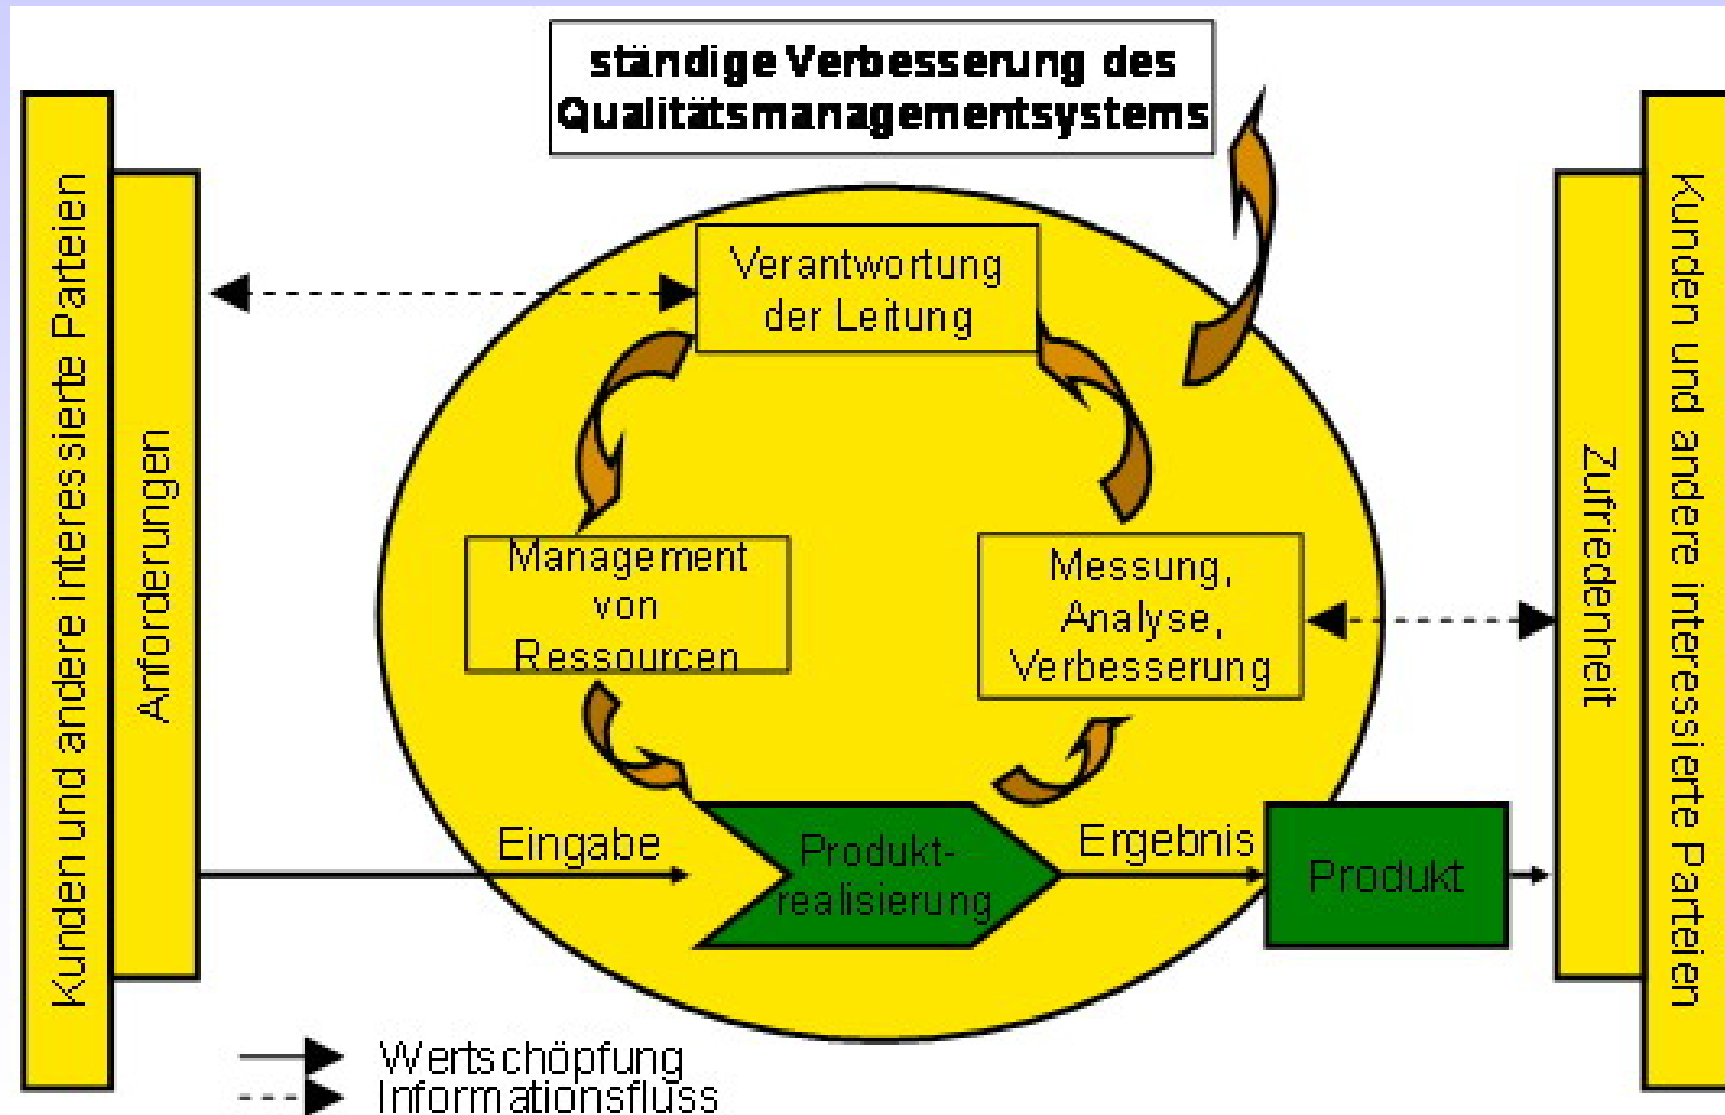 ständige Verbesserung des
Qualitätsmanagementsystems
Kunden und andere interessierte Parteien
Anforderungen
Verantwortung
der Leitung
Management
von
Ressourcen
Messung,
Analyse,
Verbesserung
Eingabe
Produkt-
realisierung
Ergebnis
Produkt
Zufriedenheit
Kunden und andere interessierte Parteien
Wertschöpfung
Informationsfluss